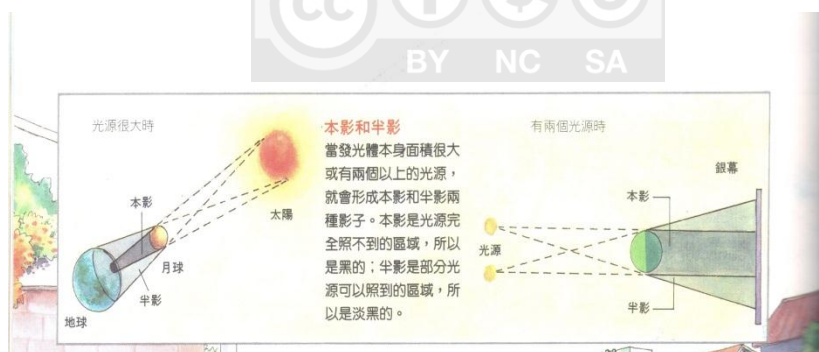 cc
BY NC SA
光源很大時
太陽
本影
月球
半影
地球
本影和半影
當發光體本身面積很大
或有兩個以上的光源，
就會形成本影和半影兩
種影子。本影是光源完
全照不到的區域，所以
是黑的；半影是部分光
源可以照到的區域，所
以是淡黑的。
有兩個光源時
銀幕
本影
光源
半影